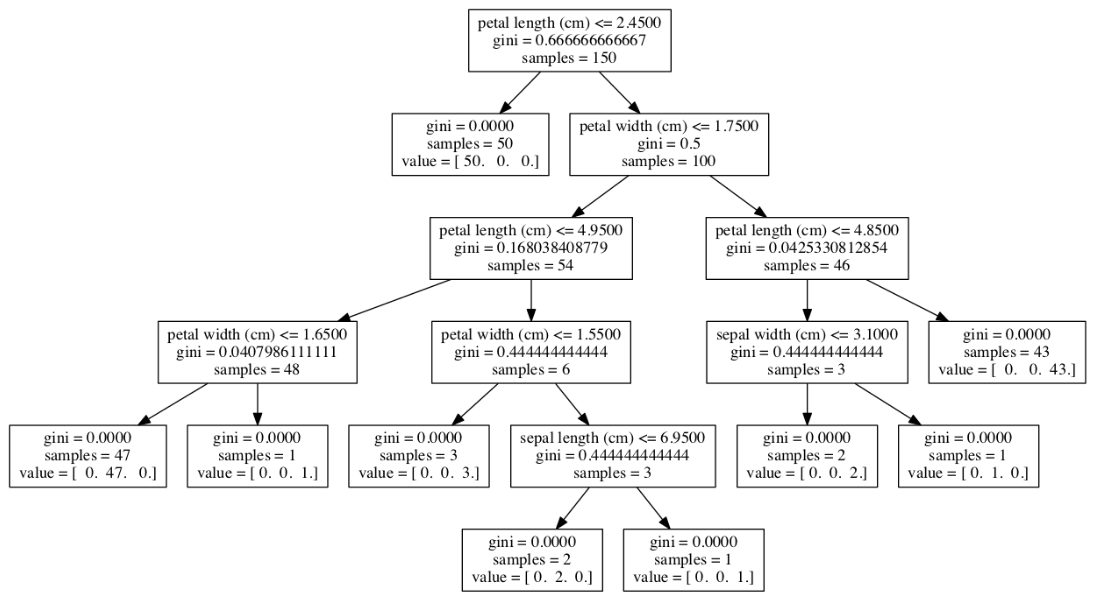 petal length (cm) <= 2.4500
gini = 0.666666666667
samples = 150
gini = 0.0000
samples = 50
value = [ 50. 0. 0.]
petal width (cm) <= 1.7500
gini = 0.5
samples = 100
petal length (cm) <= 4.9500
gini = 0.168038408779
samples = 54
petal length (cm) <= 4.8500
gini = 0.0425330812854
samples = 46
petal width (cm) <= 1.6500
gini = 0.0407986111111
samples = 48
petal width (cm) <= 1.5500
gini = 0.444444444444
samples = 6
sepal width (cm) <= 3.1000
gini = 0.444444444444
samples = 3
gini = 0.0000
samples = 43
value = [ 0. 0. 43.]
gini = 0.0000
samples = 47
value = [ 0. 47. 0.]
gini = 0.0000
samples = 1
value = [ 0. 0. 1.]
gini = 0.0000
samples = 3
value = [ 0. 0. 3.]
sepal length (cm) <= 6.9500
gini = 0.444444444444
samples = 3
gini = 0.0000
samples = 2
value = [ 0. 0. 2.]
gini = 0.0000
samples = 1
value = [ 0. 1. 0.]
gini = 0.0000
samples = 2
value = [ 0. 2. 0.]
gini = 0.0000
samples = 1
value = [ 0. 0. 1.]